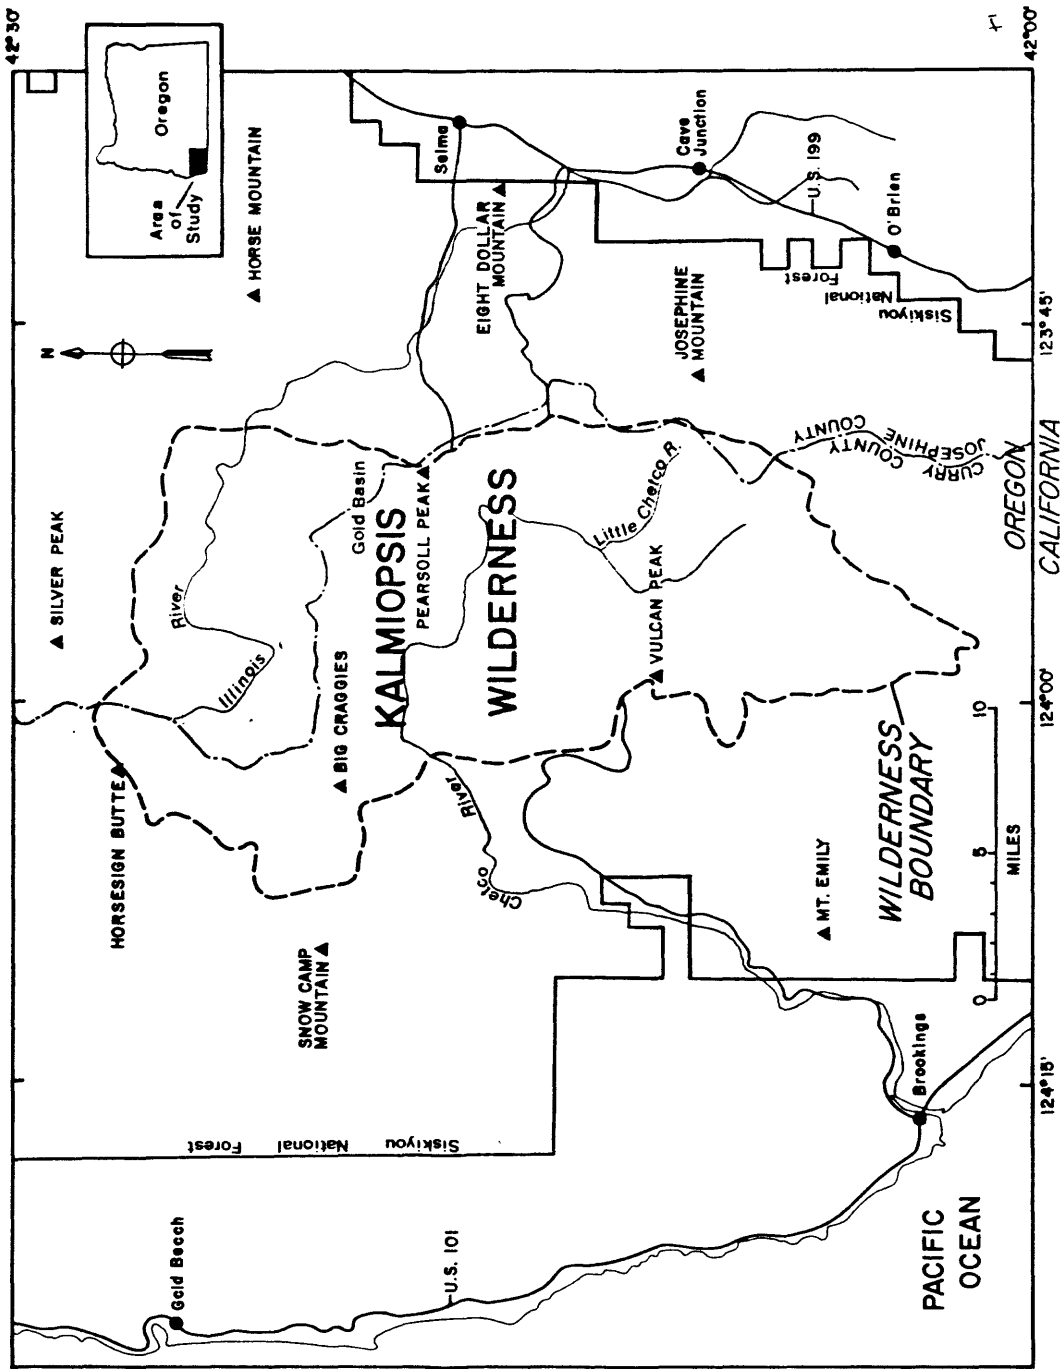 42°30'
Oregon
Area
of
Study
N
▲ SILVER PEAK
▲ HORSE MOUNTAIN
HORSESIGN BUTTE ▲
River
Illinois
SNOW CAMP
MOUNTAIN ▲
▲ BIG CRAGGIES
Gold Basin
KALMIOPSIS
PEARSOLL PEAK ▲
WILDERNESS
Selma
EIGHT DOLLAR
MOUNTAIN ▲
Gold Beach
U.S. 101
Siskiyou National Forest
River
Chetco
Little Chetco R.
▲ VULCAN PEAK
JOSEPHINE
▲ MOUNTAIN
Cave
Junction
U.S. 199
O'Brien
Siskiyou
National
Forest
▲ MT. EMILY
WILDERNESS
BOUNDARY
CURRY COUNTY
JOSEPHINE COUNTY
Brookings
PACIFIC
OCEAN
0 5 10
MILES
OREGON
CALIFORNIA
124°15'
124°00'
123°45'
42°00'